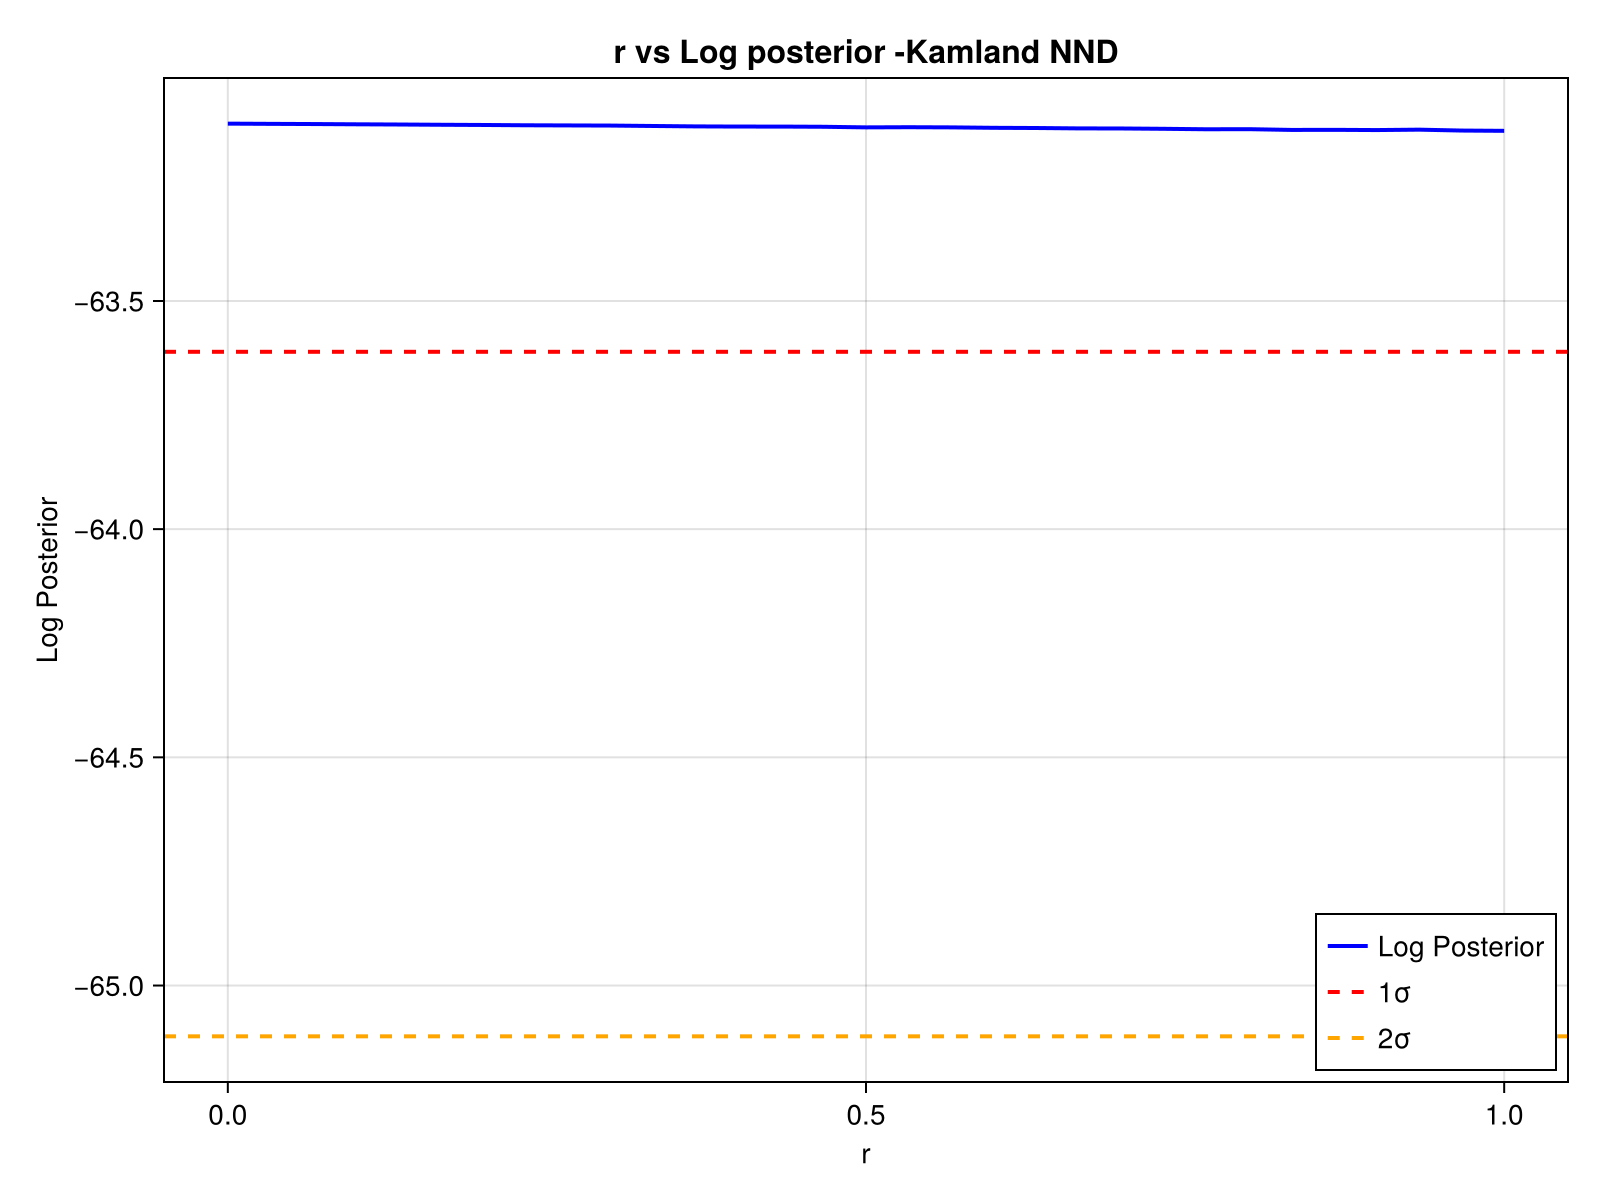 r vs Log posterior -Kamland NND
Log Posterior
−63.5
−64.0
−64.5
−65.0
Log Posterior
1σ
2σ
0.0
0.5
1.0
r